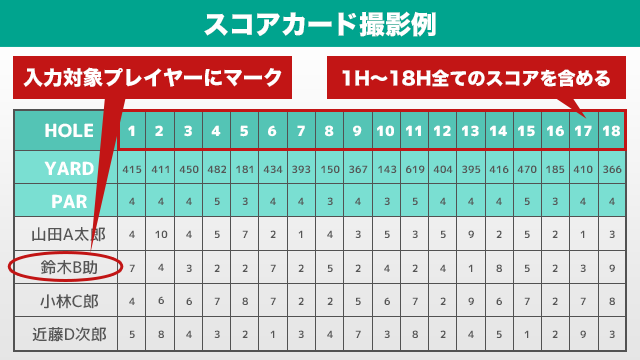 スコアカード撮影例
入力対象プレイヤーにマーク
1H〜18H全てのスコアを含める
HOLE 1 2 3 4 5 6 7 8 9 10 11 12 13 14 15 16 17 18
YARD 415 411 450 482 181 434 393 150 367 143 619 404 395 416 470 185 410 366
PAR 4 4 4 5 3 4 4 3 4 3 5 4 4 4 5 3 4 4
山田A太郎 4 10 4 5 7 2 1 4 3 5 3 5 9 2 5 2 1 3
鈴木B助 7 4 3 2 2 7 2 5 2 4 2 4 1 8 5 2 3 9
小林C郎 4 6 6 7 8 7 2 2 5 6 7 2 9 6 7 2 7 8
近藤D次郎 5 8 4 3 2 1 3 4 7 3 8 2 4 5 1 2 9 3